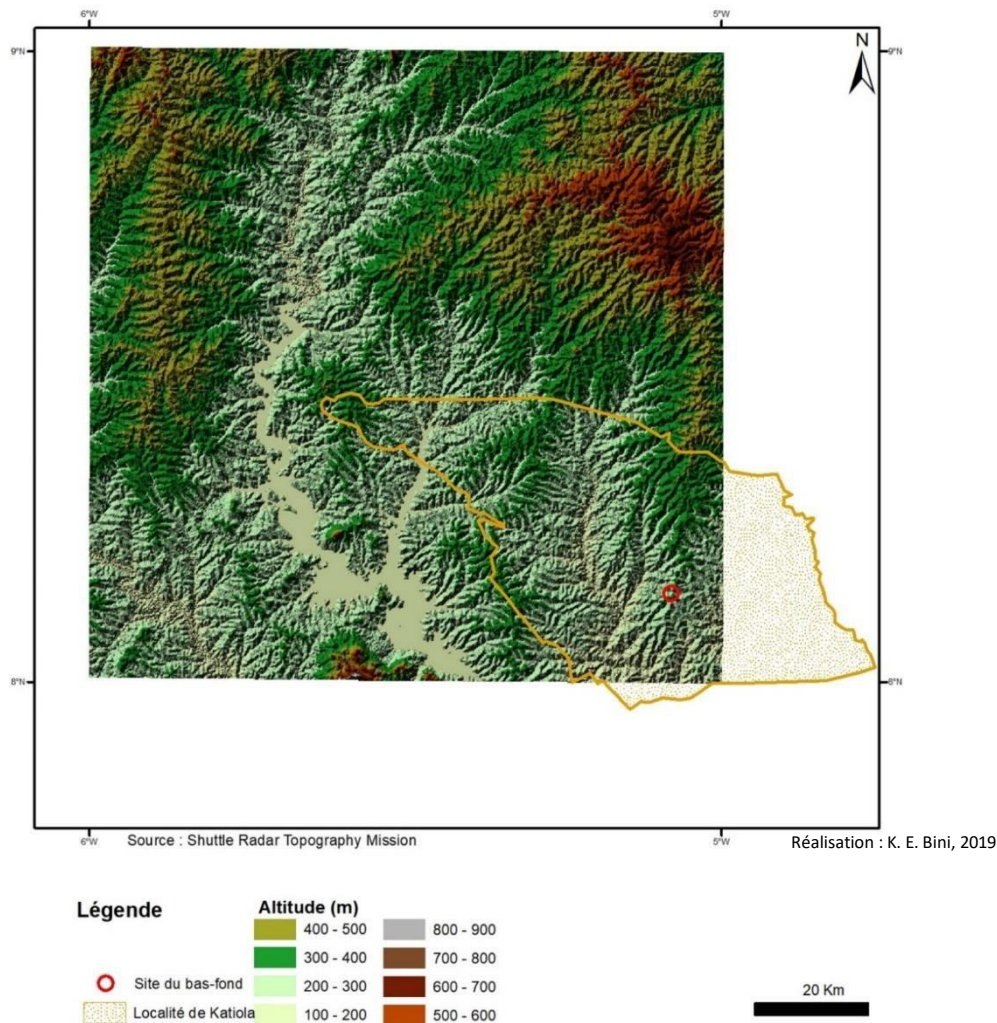 6°W 5°W
9°N N 9°N
8°N 8°N
6°W 5°W
Source : Shuttle Radar Topography Mission
Réalisation : K. E. Bini, 2019
Légende
Altitude (m)
400 - 500 800 - 900
300 - 400 700 - 800
Site du bas-fond 200 - 300 600 - 700
Localité de Katiola 100 - 200 500 - 600
20 Km